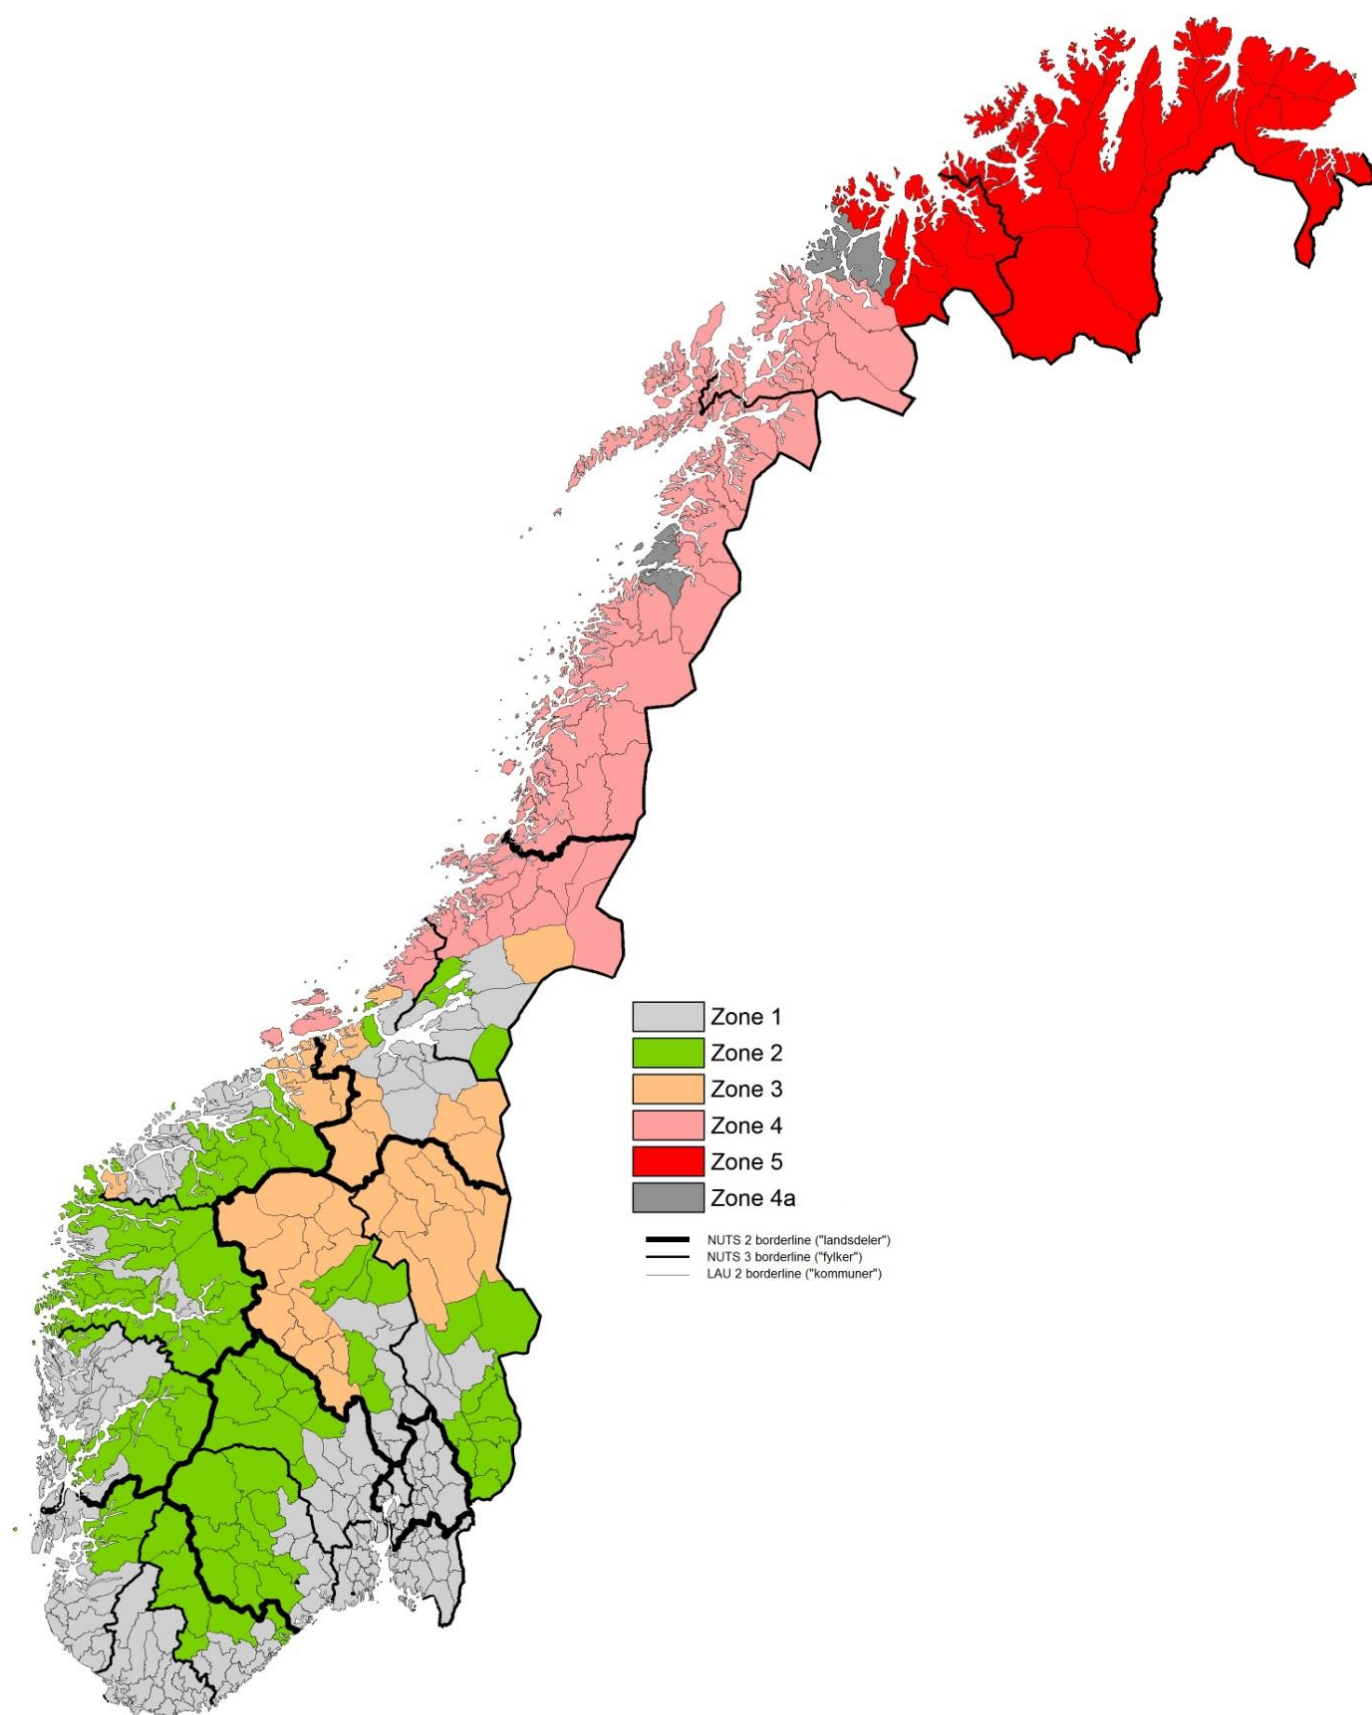 Zone 1
Zone 2
Zone 3
Zone 4
Zone 5
Zone 4a
NUTS 2 borderline ("landsdeler")
NUTS 3 borderline ("fylker")
LAU 2 borderline ("kommuner")